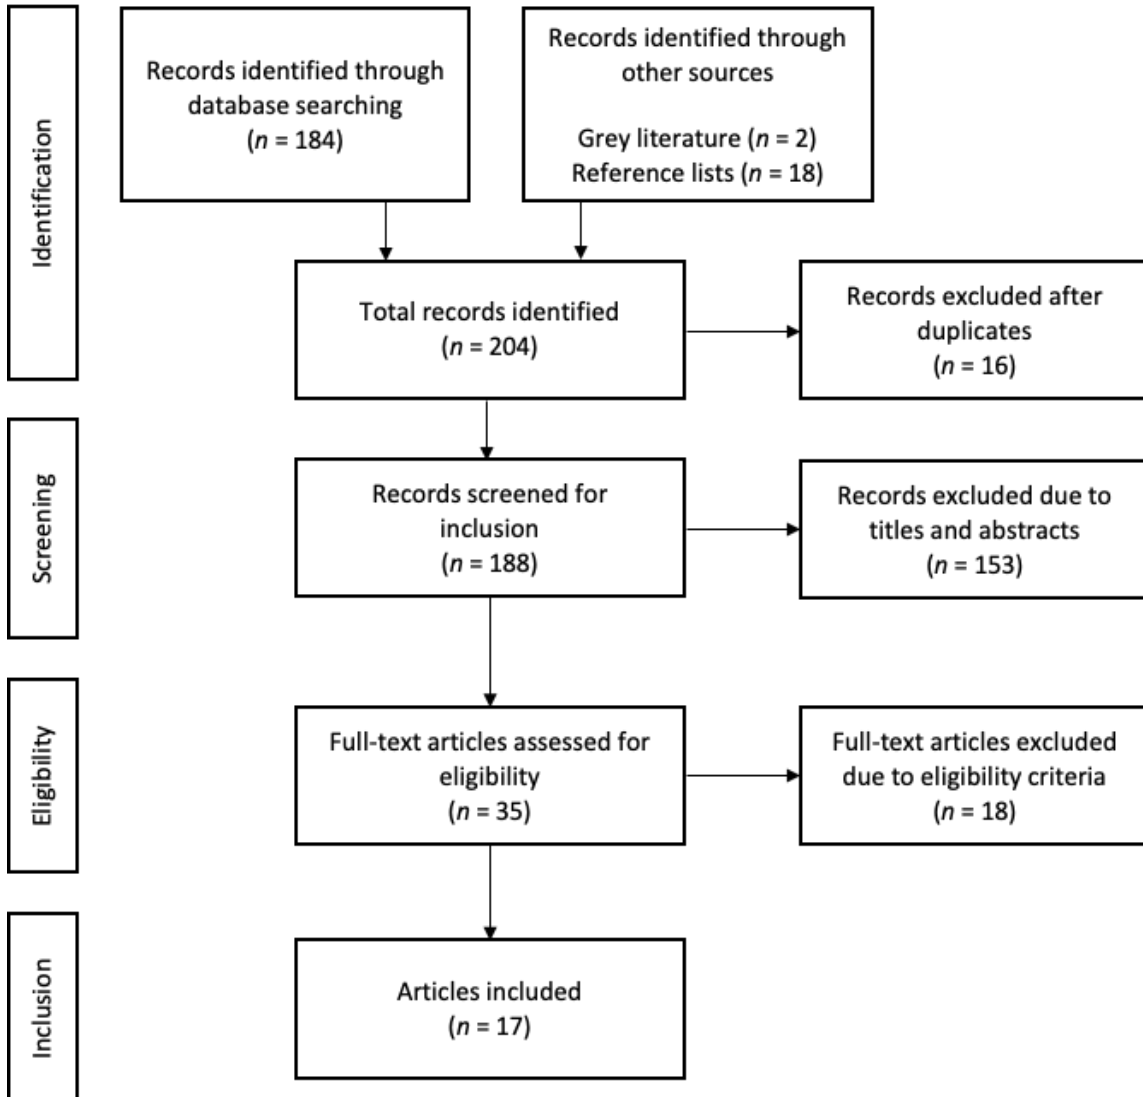 Identification
Records identified through
database searching
(n = 184)
Records identified through
other sources
Grey literature (n = 2)
Reference lists (n = 18)
Total records identified
(n = 204)
Records excluded after
duplicates
(n = 16)
Screening
Records screened for
inclusion
(n = 188)
Records excluded due to
titles and abstracts
(n = 153)
Eligibility
Full-text articles assessed for
eligibility
(n = 35)
Full-text articles excluded
due to eligibility criteria
(n = 18)
Inclusion
Articles included
(n = 17)